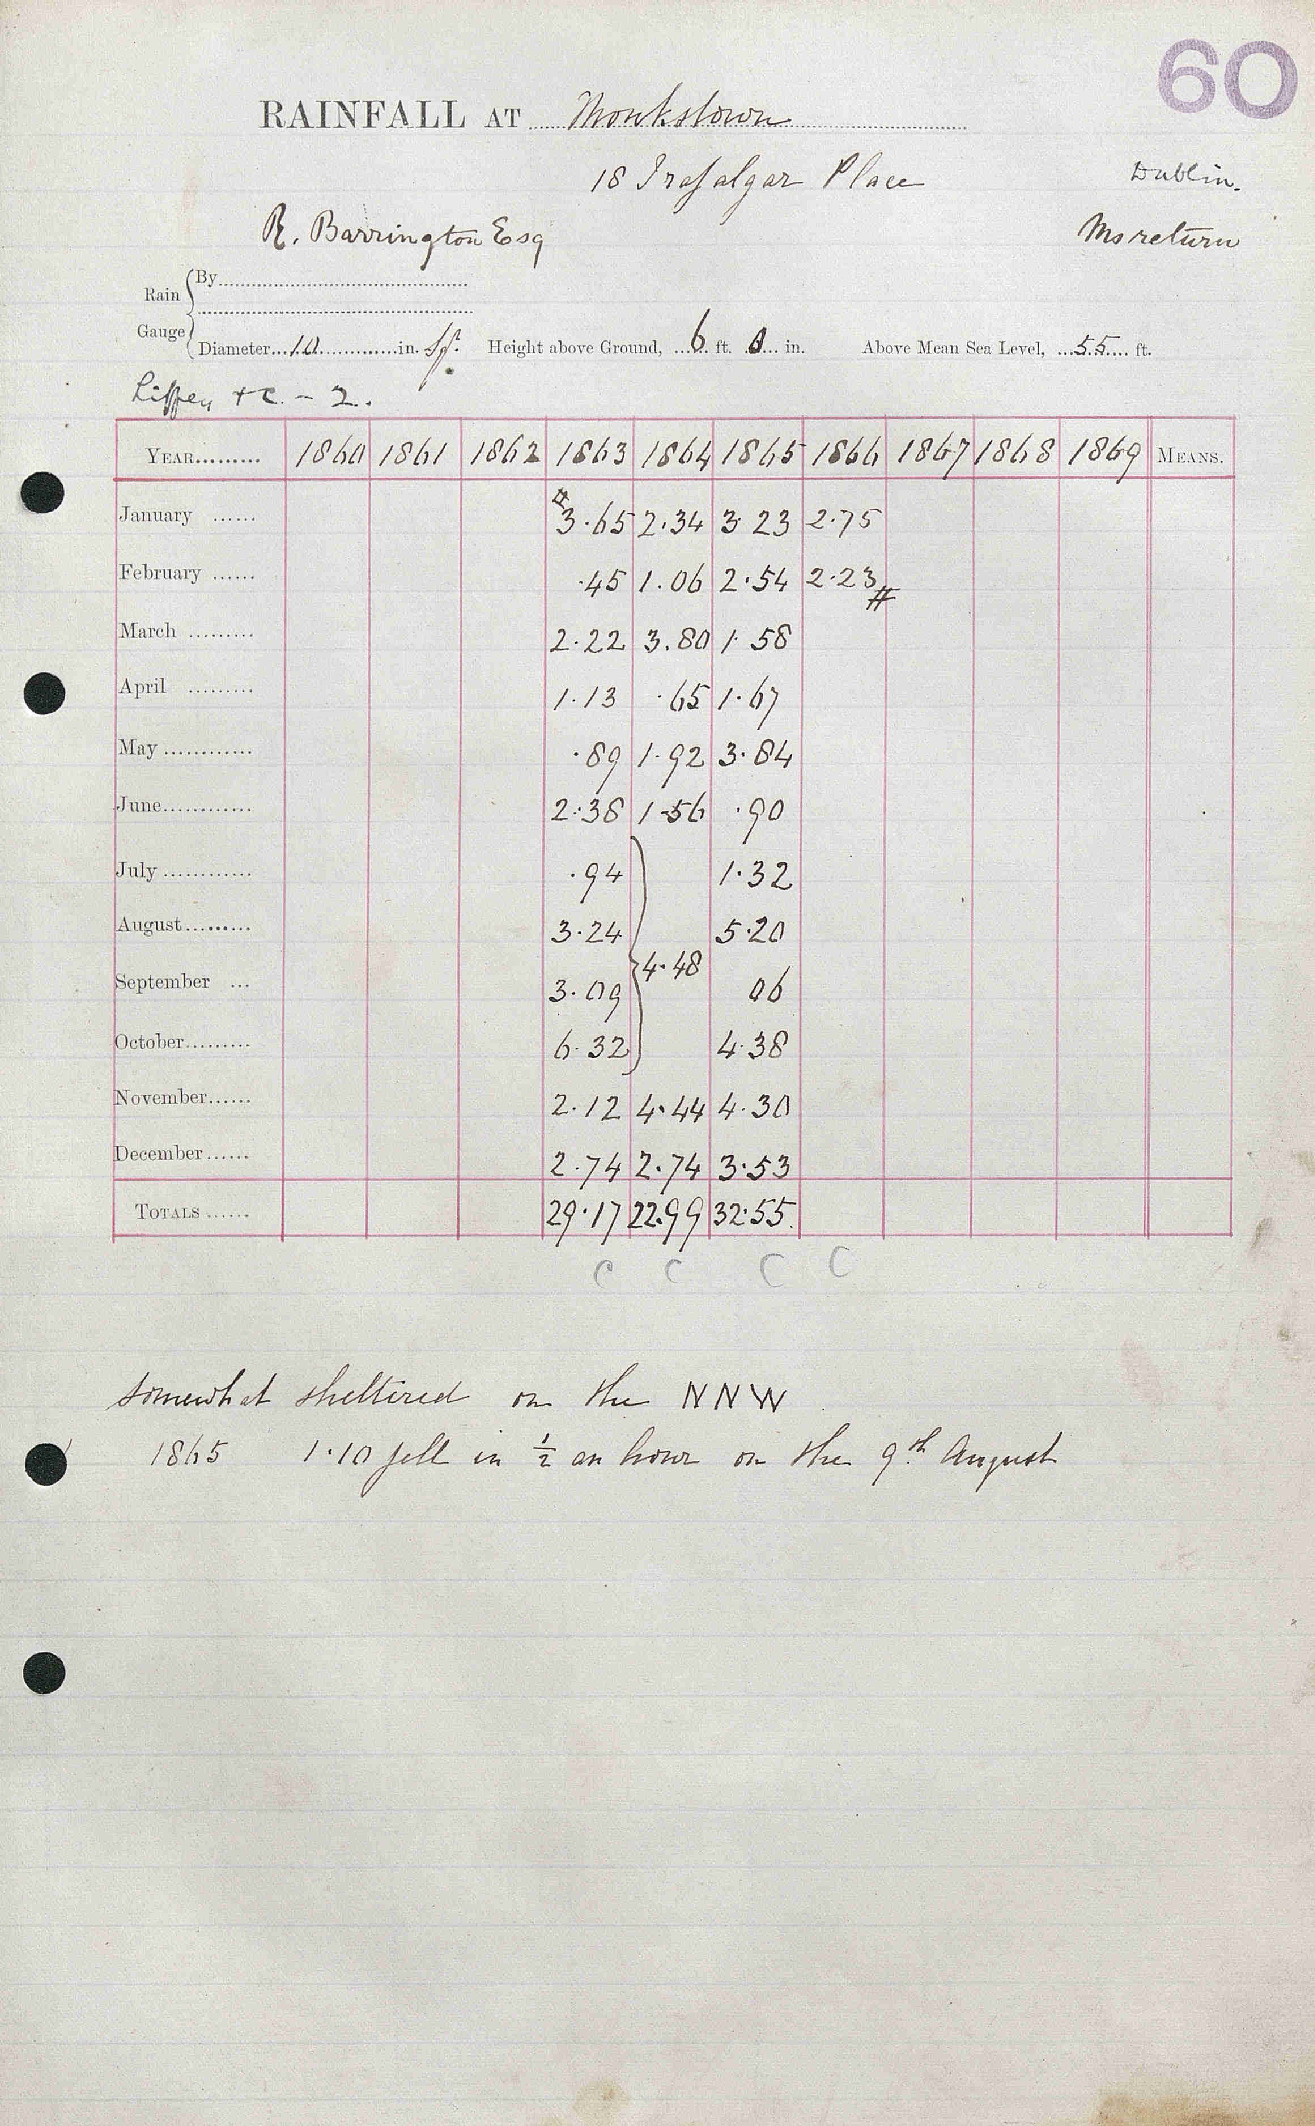 60
RAINFALL AT Monkstown
18 Trafalgar Place
Dublin.
R. Barrington Esq
Ms return
Rain Gauge { By
Diameter 10 in. Height above Ground, 6 ft. 0 in. Above Mean Sea Level, 55 ft.
Liffey &c. - 2.
YEAR 1860 1861 1862 1863 1864 1865 1866 1867 1868 1869 MEANS.
January #3.65 2.34 3.23 2.75
February .45 1.06 2.54 2.23#
March 2.22 3.80 1.58
April 1.13 .65 1.67
May .89 1.92 3.84
June 2.38 1.56 .90
July .94 1.32
August 3.24 5.20
4.48
September 3.09 06
October 6.32 4.38
November 2.12 4.44 4.30
December 2.74 2.74 3.53
TOTALS 29.17 22.99 32.55
C C C C
Somewhat sheltered on the NNW
1865 1.10 fell in ½ an hour on the 9th August